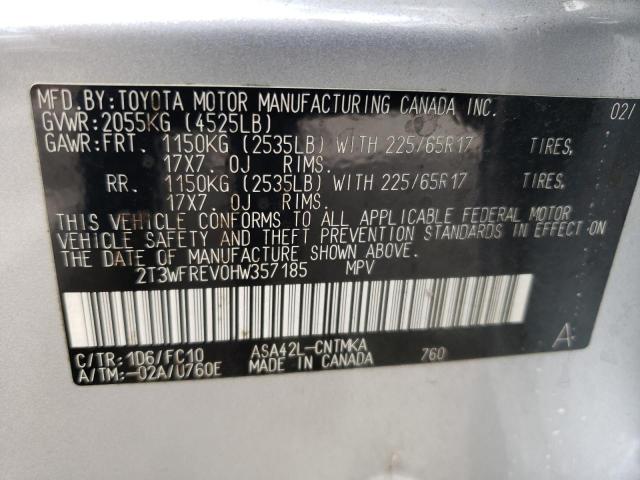 MFD.BY:TOYOTA MOTOR MANUFACTURING CANADA INC. 02/
GVWR:2055KG (4525LB)
GAWR:FRT. 1150KG (2535LB) WITH 225/65R17 TIRES,
17X7. 0J RIMS.
RR. 1150KG (2535LB) WITH 225/65R17 TIRES,
17X7. 0J RIMS.
THIS VEHICLE CONFORMS TO ALL APPLICABLE FEDERAL MOTOR
VEHICLE SAFETY AND THEFT PREVENTION STANDARDS IN EFFECT ON
THE DATE OF MANUFACTURE SHOWN ABOVE.
2T3WFREV0HW357185 MPV
C/TR:1D6/FC10 ASA42L-CNTMKA 760 A
A/TM:-02A/U760E MADE IN CANADA